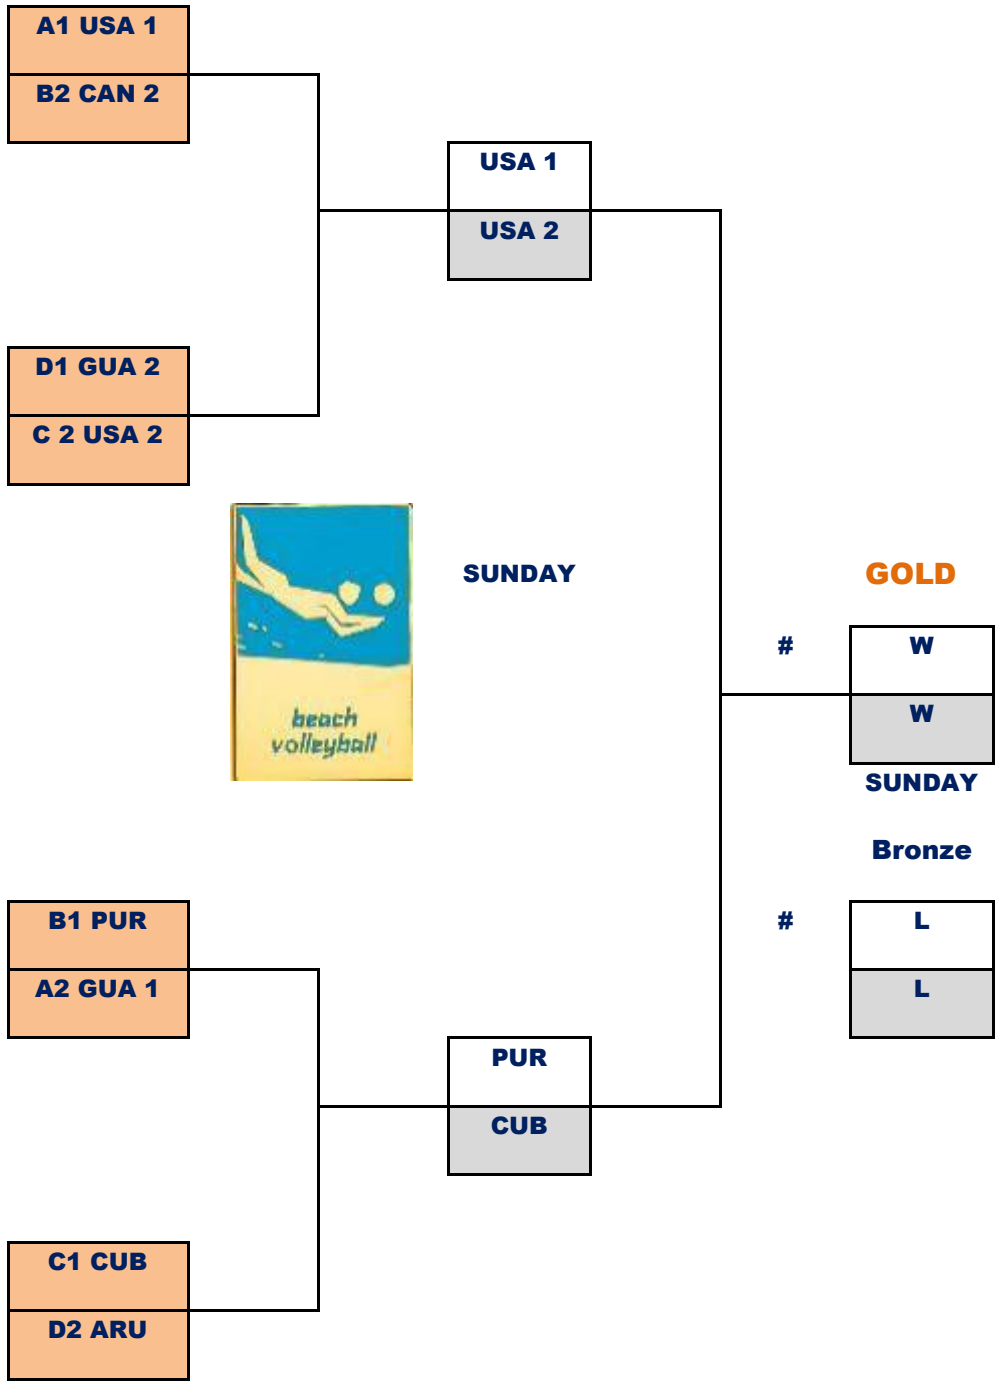 A1 USA 1
B2 CAN 2
USA 1
USA 2
D1 GUA 2
C 2 USA 2
beach
volleyball
SUNDAY
GOLD
# W
W
SUNDAY
Bronze
# L
L
B1 PUR
A2 GUA 1
PUR
CUB
C1 CUB
D2 ARU